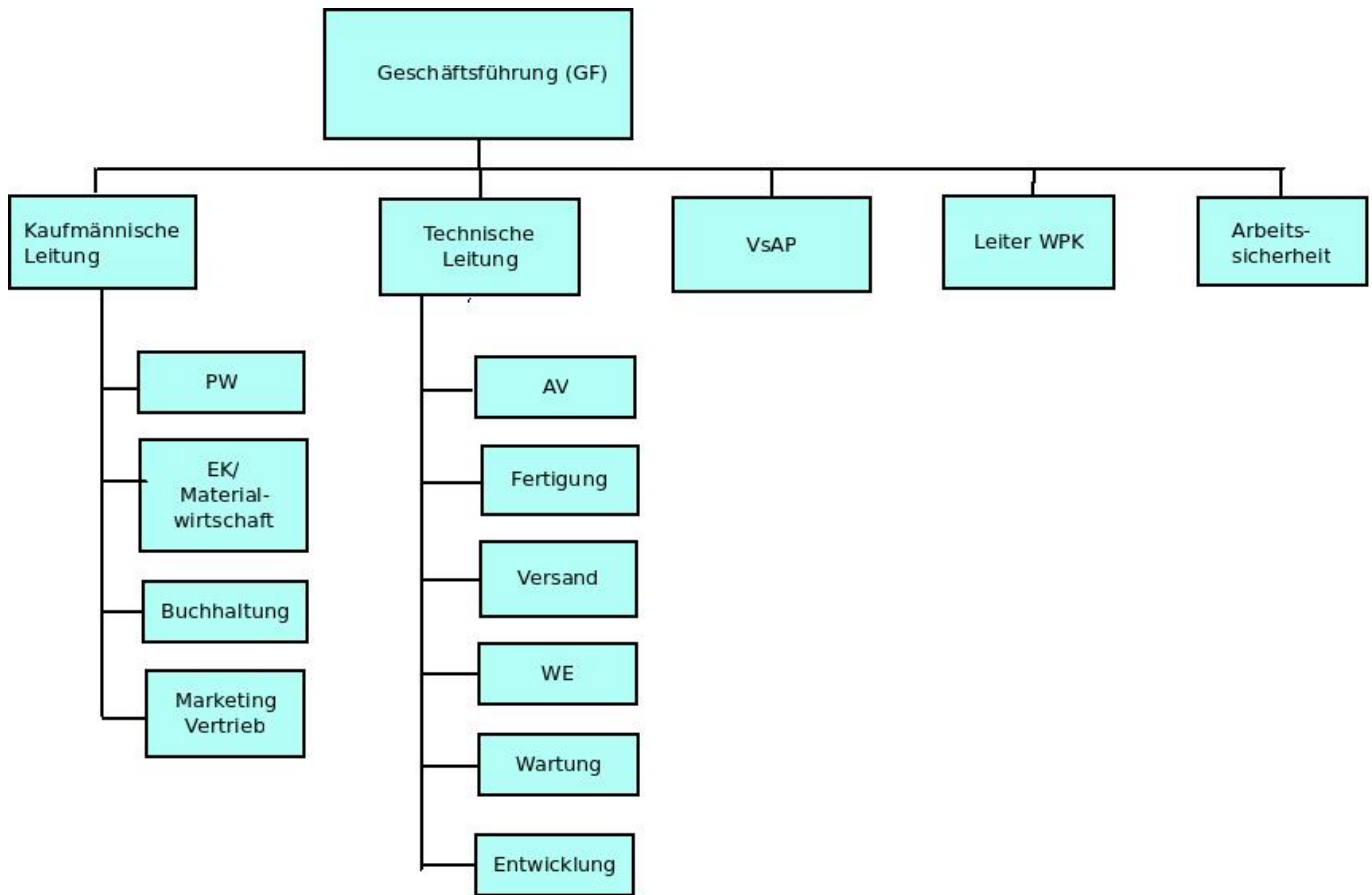 Geschäftsführung (GF)
Kaufmännische
Leitung
Technische
Leitung
VsAP
Leiter WPK
Arbeits-
sicherheit
PW
EK/
Material-
wirtschaft
Buchhaltung
Marketing
Vertrieb
AV
Fertigung
Versand
WE
Wartung
Entwicklung